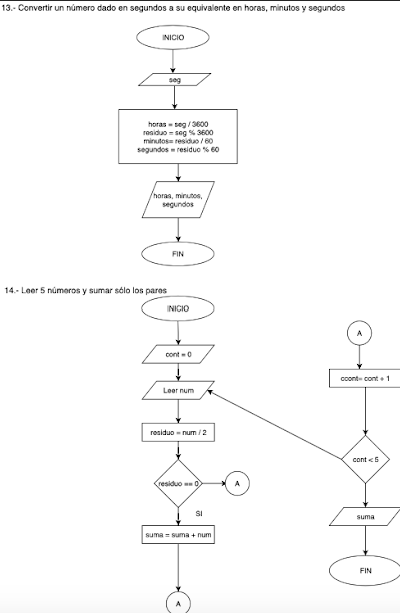 13.- Convertir un número dado en segundos a su equivalente en horas, minutos y segundos
INICIO
seg
horas = seg / 3600
residuo = seg % 3600
minutos= residuo / 60
segundos = residuo % 60
horas, minutos,
segundos
FIN
14.- Leer 5 números y sumar sólo los pares
INICIO
cont = 0
Leer num
residuo = num / 2
residuo == 0
A
SI
suma = suma + num
A
A
ccont= cont + 1
cont < 5
suma
FIN